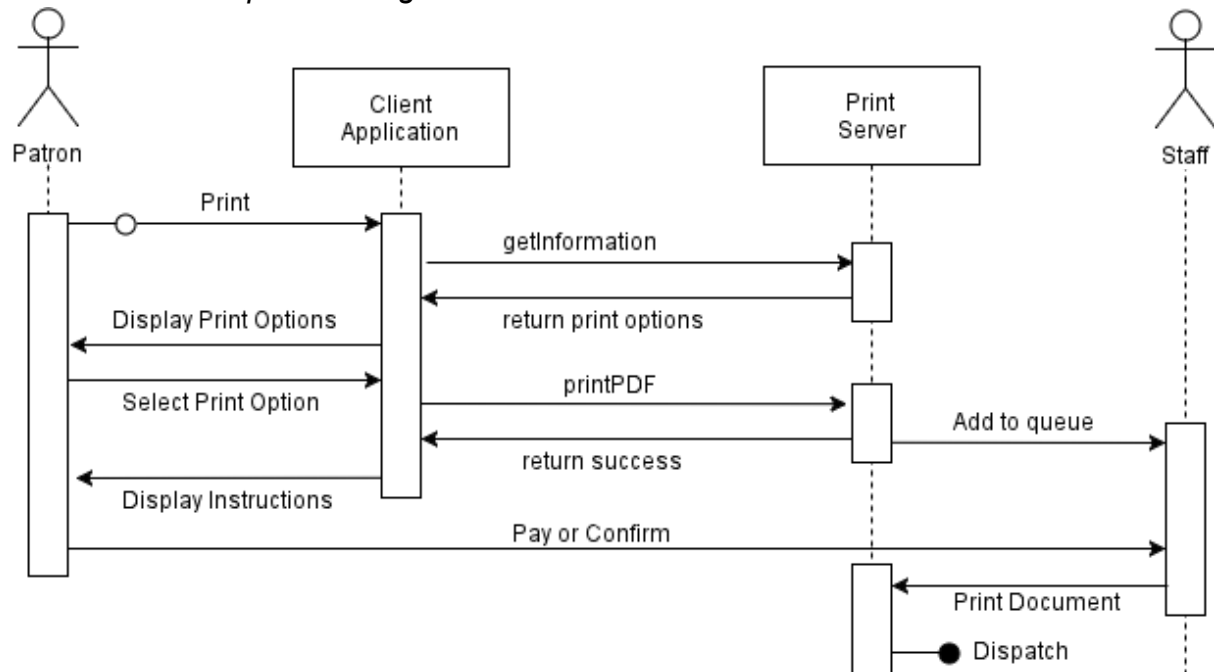 Client
Application
Print
Server
Patron
Staff
Print
getInformation
Display Print Options
return print options
Select Print Option
printPDF
Add to queue
return success
Display Instructions
Pay or Confirm
Print Document
Dispatch